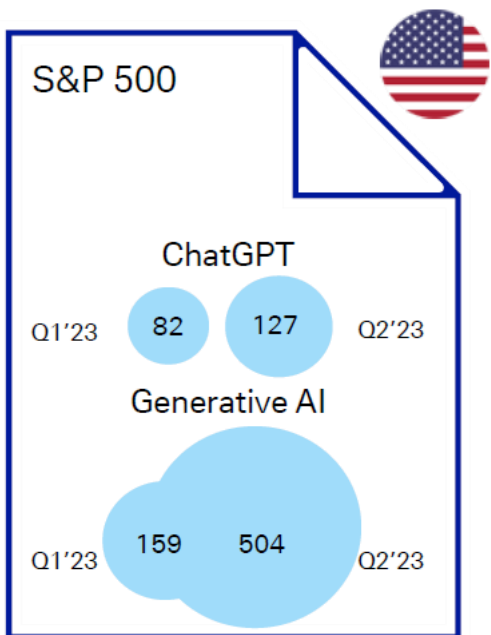 S&P 500
ChatGPT
Q1'23 82 127 Q2'23
Generative AI
Q1'23 159 504 Q2'23